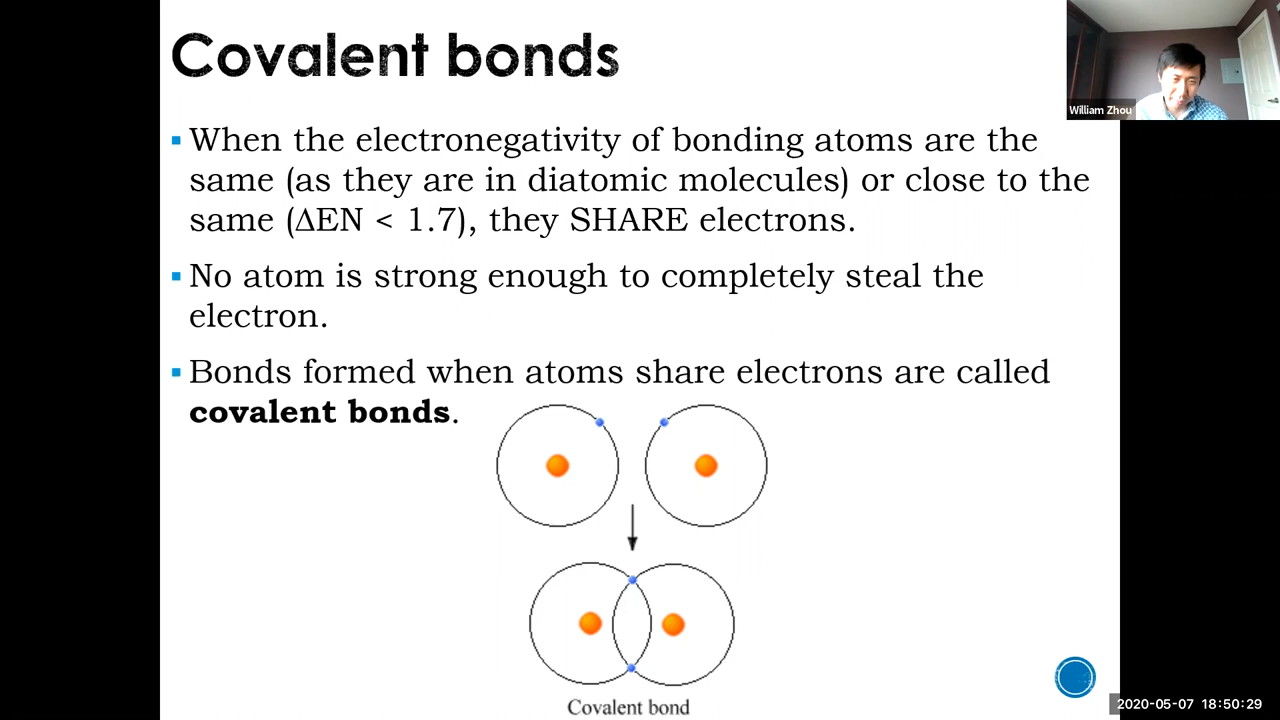 Covalent bonds
William Zhou
▪ When the electronegativity of bonding atoms are the
same (as they are in diatomic molecules) or close to the
same (ΔEN < 1.7), they SHARE electrons.
▪ No atom is strong enough to completely steal the
electron.
▪ Bonds formed when atoms share electrons are called
covalent bonds.
Covalent bond
2020-05-07 18:50:29